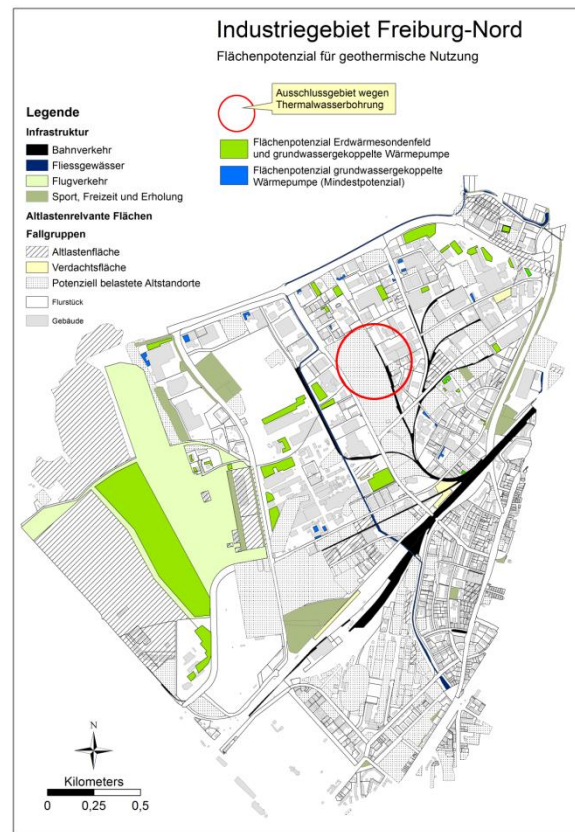 Industriegebiet Freiburg-Nord
Flächenpotenzial für geothermische Nutzung
Ausschlussgebiet wegen
Thermalwasserbohrung
Flächenpotenzial Erdwärmesondenfeld
und grundwassergekoppelte Wärmepumpe
Flächenpotenzial grundwassergekoppelte
Wärmepumpe (Mindestpotenzial)
Legende
Infrastruktur
Bahnverkehr
Fliessgewässer
Flugverkehr
Sport, Freizeit und Erholung
Altlastenrelevante Flächen
Fallgruppen
Altlastenfläche
Verdachtsfläche
Potenziell belastete Altstandorte
Flurstück
Gebäude
N
Kilometers
0 0,25 0,5